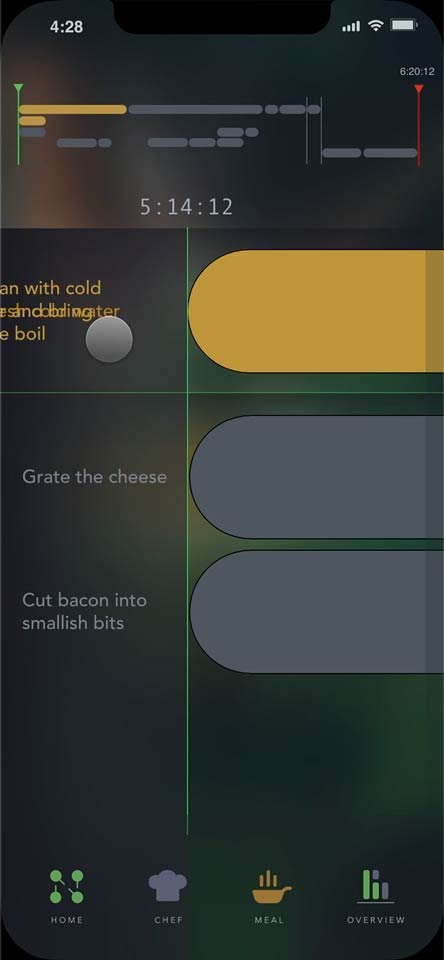 4:28
6:20:12
5:14:12
an with cold
water
e boil
Grate the cheese
Cut bacon into
smallish bits
HOME
CHEF
MEAL
OVERVIEW